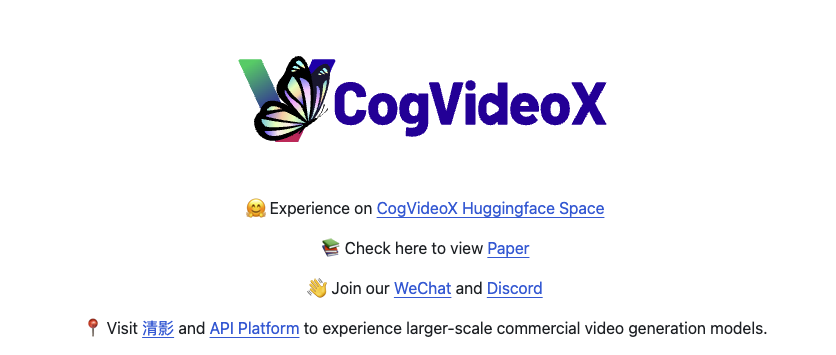 CogVideoX
🤗 Experience on CogVideoX Huggingface Space
📚 Check here to view Paper
👋 Join our WeChat and Discord
📍 Visit 清影 and API Platform to experience larger-scale commercial video generation models.